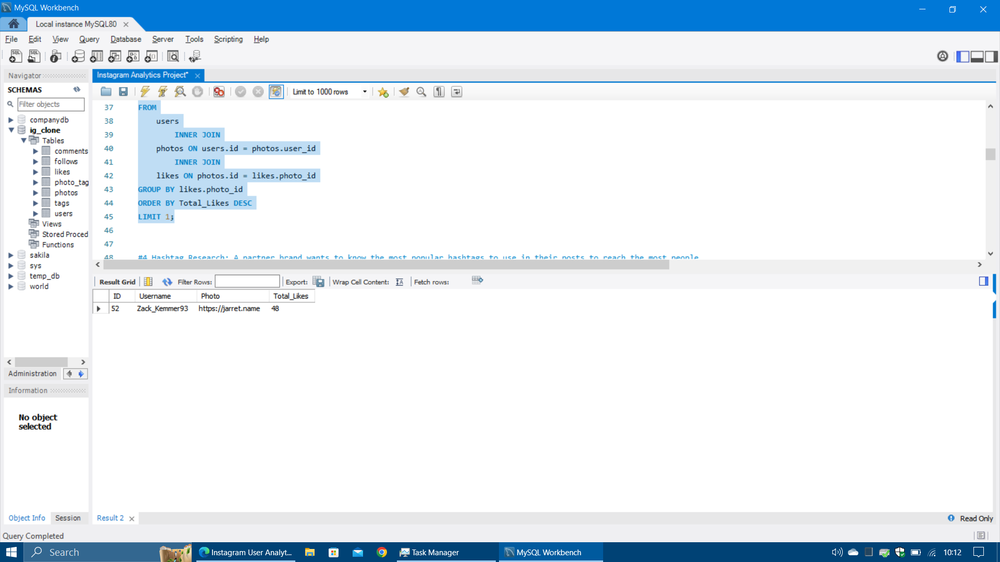 MySQL Workbench
Local instance MySQL80
File Edit View Query Database Server Tools Scripting Help
Navigator
Instagram Analytics Project*
SCHEMAS
Limit to 1000 rows
Filter objects
companydb
ig_clone
Tables
comments
follows
likes
photo_tag
photos
tags
users
Views
Stored Proced
Functions
sakila
sys
temp_db
world
37 FROM
38 users
39 INNER JOIN
40 photos ON users.id = photos.user_id
41 INNER JOIN
42 likes ON photos.id = likes.photo_id
43 GROUP BY likes.photo_id
44 ORDER BY Total_Likes DESC
45 LIMIT 1;
46
47
48 #4 Hashtag Research: A partner brand wants to know the most popular hashtags to use in their posts to reach the most people
Result Grid Filter Rows: Export: Wrap Cell Content: Fetch rows:
ID Username Photo Total_Likes
52 Zack_Kemmer93 https://jarret.name 48
Administration
Information
No object
selected
Object Info Session
Result 2
Read Only
Query Completed
Search
Instagram User Analyt...
Task Manager
MySQL Workbench
10:12